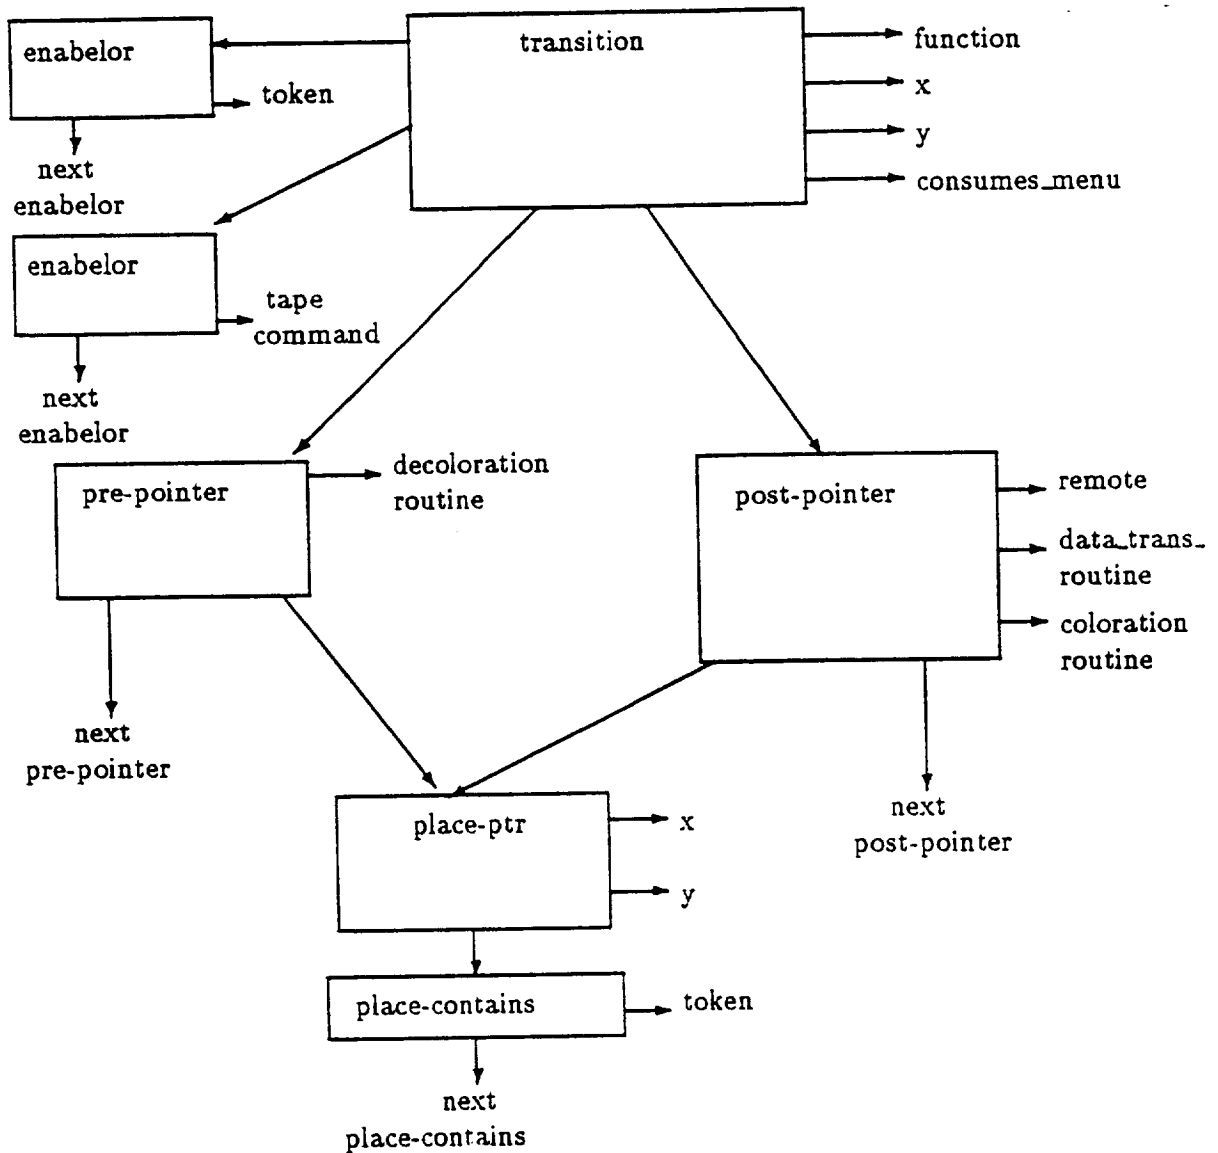 enabelor
transition
function
token
x
y
next
enabelor
consumes_menu
enabelor
tape
command
next
enabelor
decoloration
routine
pre-pointer
post-pointer
remote
data_trans_
routine
coloration
routine
next
pre-pointer
place-ptr
x
y
next
post-pointer
place-contains
token
next
place-contains